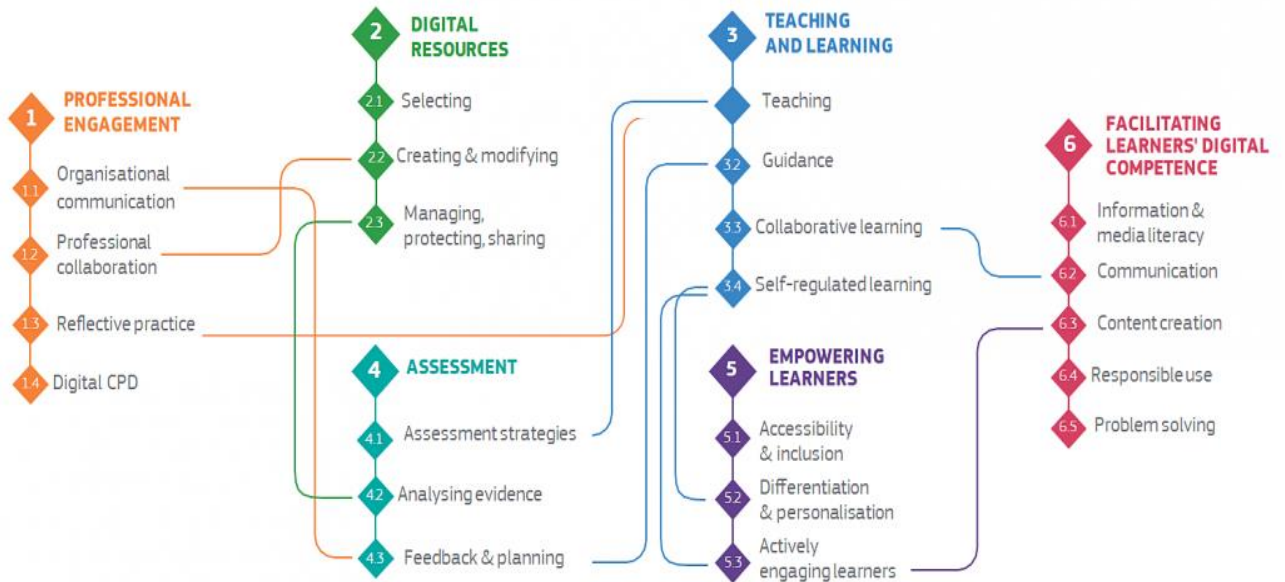 1
PROFESSIONAL
ENGAGEMENT
1.1
Organisational
communication
1.2
Professional
collaboration
1.3
Reflective practice
1.4
Digital CPD
2
DIGITAL
RESOURCES
2.1
Selecting
2.2
Creating & modifying
2.3
Managing,
protecting, sharing
3
TEACHING
AND LEARNING
Teaching
3.2
Guidance
3.3
Collaborative learning
3.4
Self-regulated learning
4
ASSESSMENT
4.1
Assessment strategies
4.2
Analysing evidence
4.3
Feedback & planning
5
EMPOWERING
LEARNERS
5.1
Accessibility
& inclusion
5.2
Differentiation
& personalisation
5.3
Actively
engaging learners
6
FACILITATING
LEARNERS' DIGITAL
COMPETENCE
6.1
Information &
media literacy
6.2
Communication
6.3
Content creation
6.4
Responsible use
6.5
Problem solving